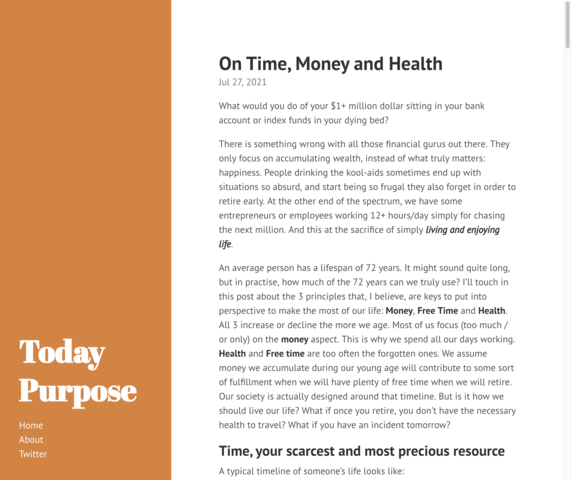 On Time, Money and Health
Jul 27, 2021
What would you do of your $1+ million dollar sitting in your bank
account or index funds in your dying bed?
There is something wrong with all those financial gurus out there. They
only focus on accumulating wealth, instead of what truly matters:
happiness. People drinking the kool-aids sometimes end up with
situations so absurd, and start being so frugal they also forget in order to
retire early. At the other end of the spectrum, we have some
entrepreneurs or employees working 12+ hours/day simply for chasing
the next million. And this at the sacrifice of simply living and enjoying
life.
An average person has a lifespan of 72 years. It might sound quite long,
but in practise, how much of the 72 years can we truly use? I'll touch in
this post about the 3 principles that, I believe, are keys to put into
perspective to make the most of our life: Money, Free Time and Health.
All 3 increase or decline the more we age. Most of us focus (too much /
or only) on the money aspect. This is why we spend all our days working.
Health and Free time are too often the forgotten ones. We assume
money we accumulate during our young age will contribute to some sort
of fulfillment when we will have plenty of free time when we will retire.
Our society is actually designed around that timeline. But is it how we
should live our life? What if once you retire, you don't have the necessary
health to travel? What if you have an incident tomorrow?
Time, your scarcest and most precious resource
A typical timeline of someone's life looks like:
Today
Purpose
Home
About
Twitter